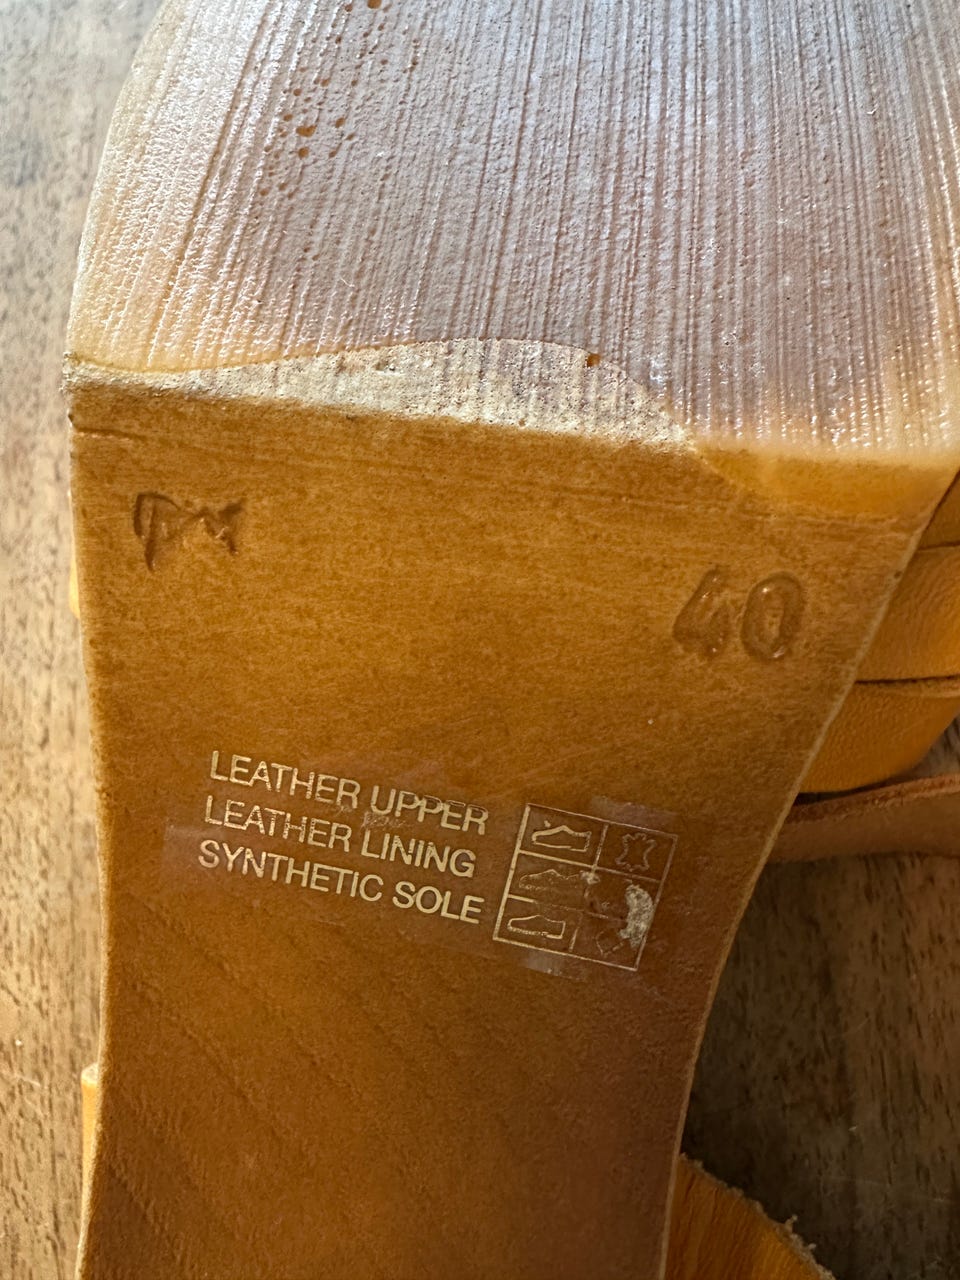 40
LEATHER UPPER
LEATHER LINING
SYNTHETIC SOLE